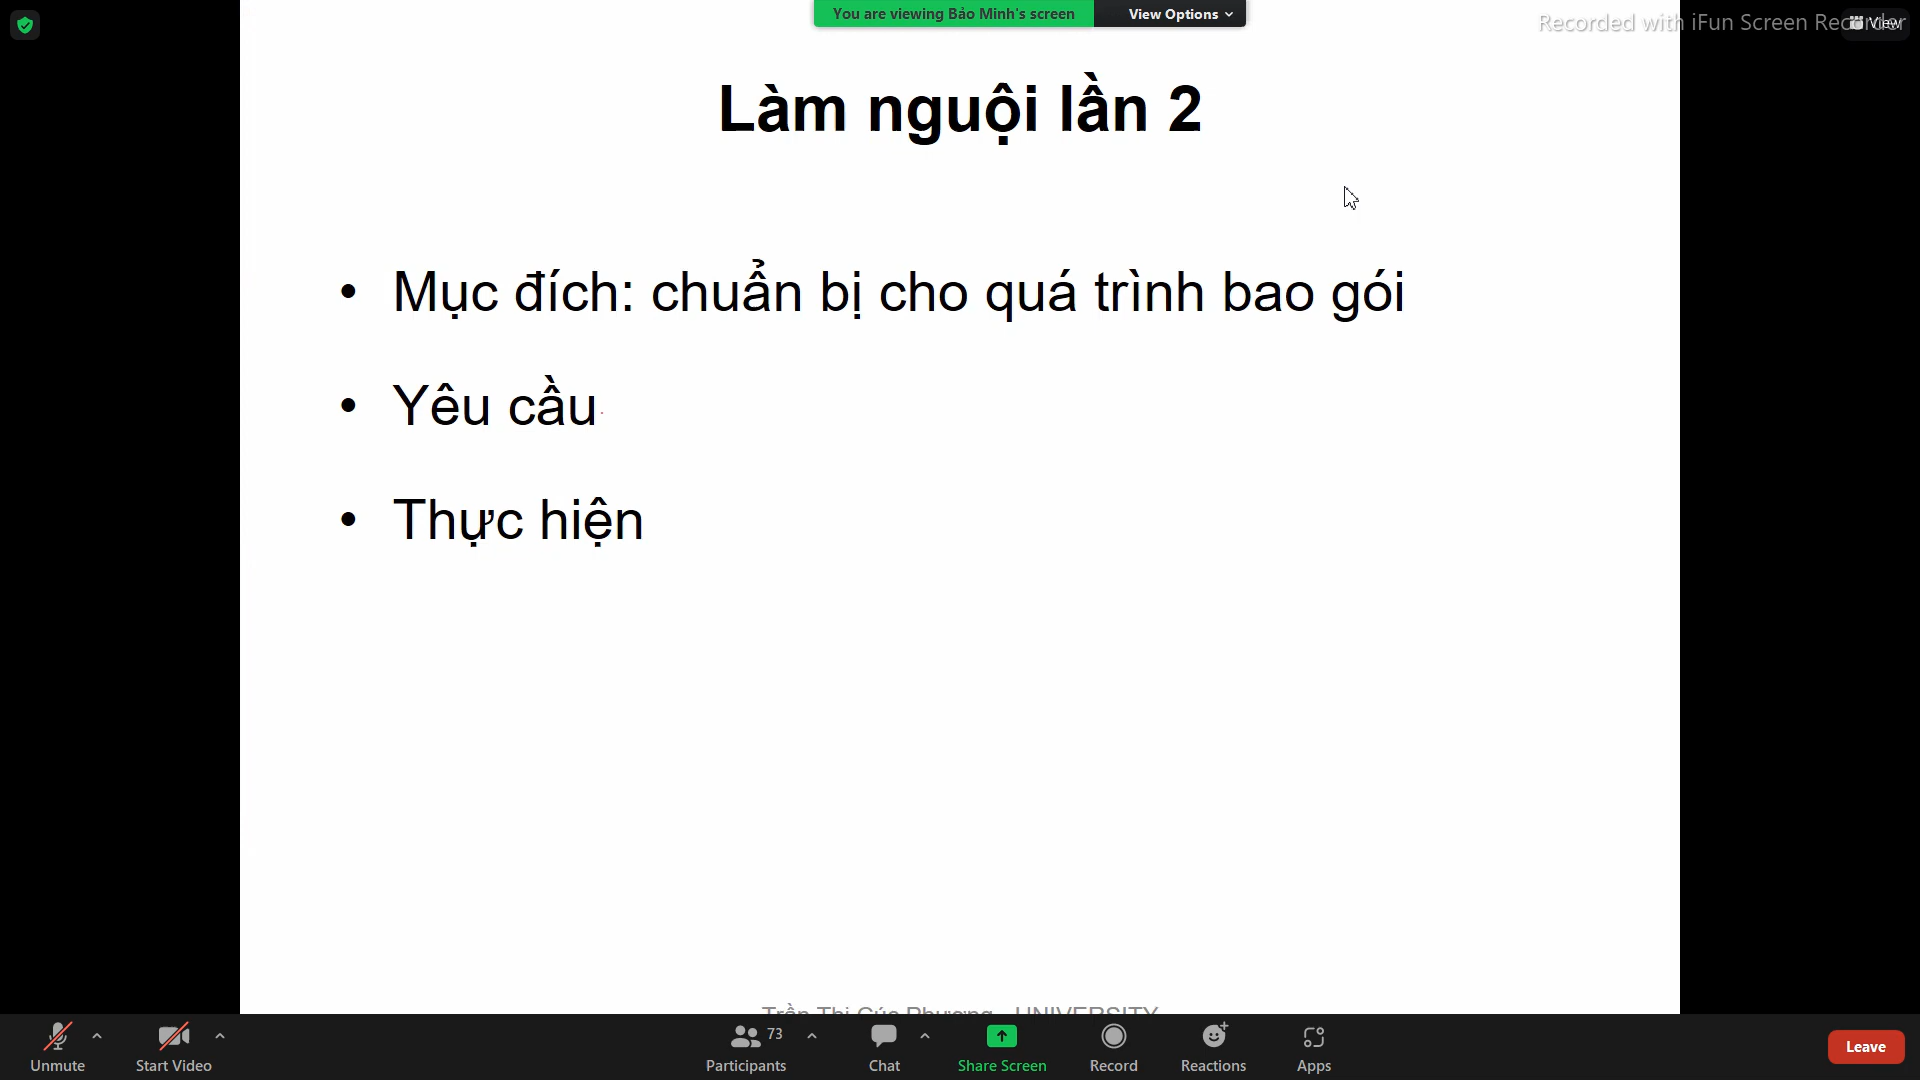 You are viewing Bảo Minh's screen View Options
Recorded with iFun Screen Recorder
View
Làm nguội lần 2
• Mục đích: chuẩn bị cho quá trình bao gói
• Yêu cầu
• Thực hiện
Trần Thị Cúc Phương - UNIVERSITY
73
Unmute Start Video Participants Chat Share Screen Record Reactions Apps Leave